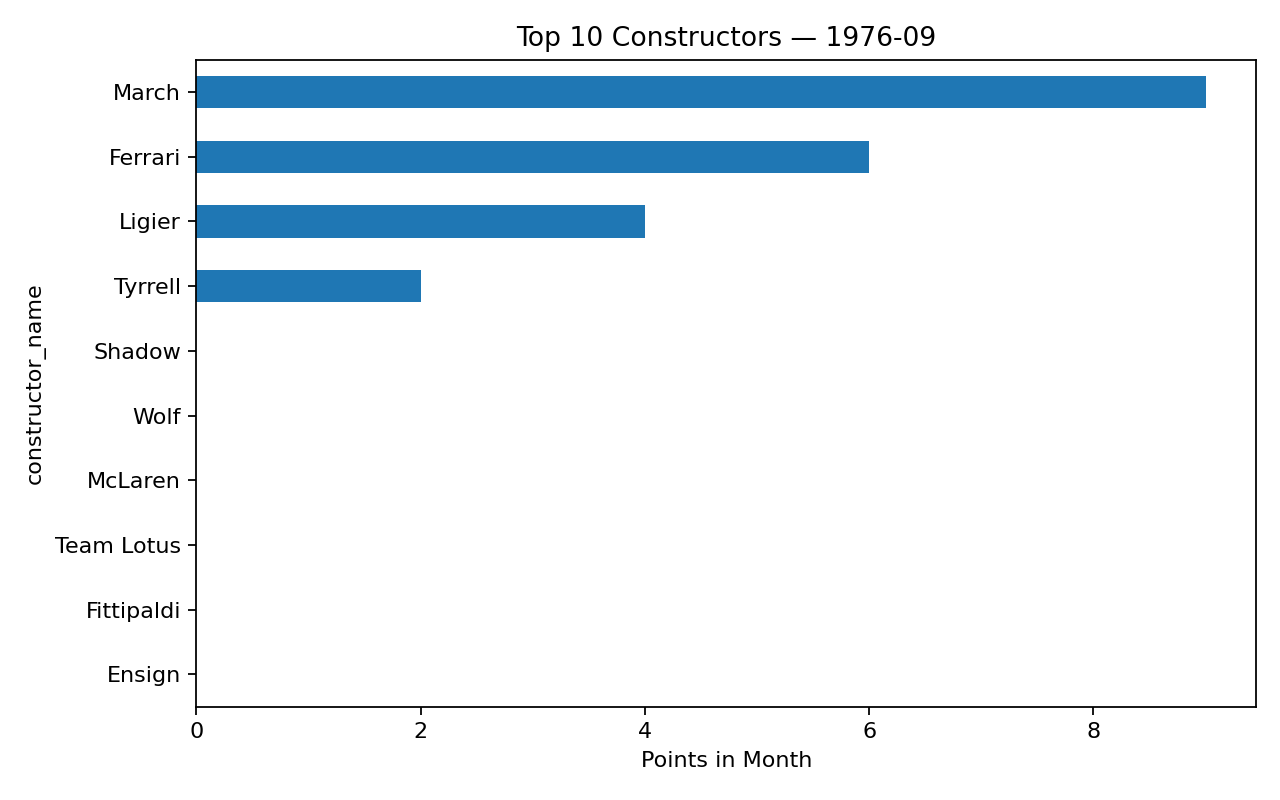 Top 10 Constructors — 1976-09
constructor_name
March
Ferrari
Ligier
Tyrrell
Shadow
Wolf
McLaren
Team Lotus
Fittipaldi
Ensign
0 2 4 6 8
Points in Month